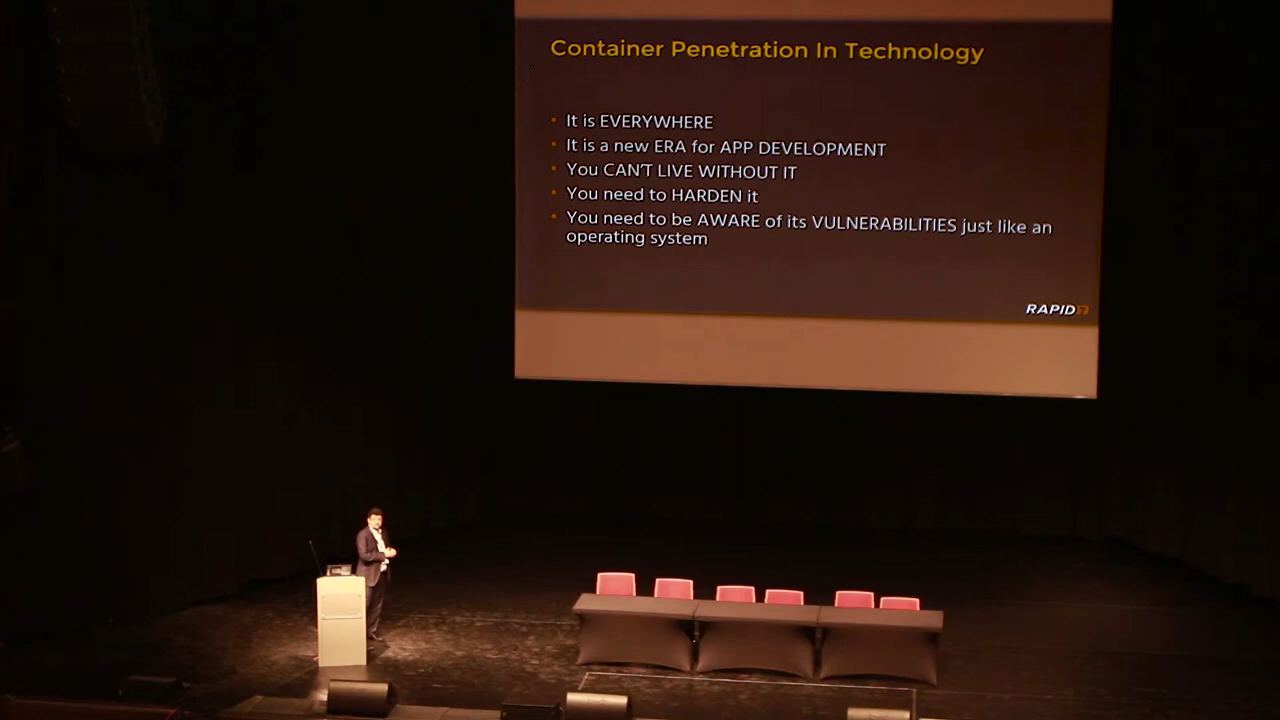 Container Penetration In Technology
• It is EVERYWHERE
• It is a new ERA for APP DEVELOPMENT
• You CAN'T LIVE WITHOUT IT
• You need to HARDEN it
• You need to be AWARE of its VULNERABILITIES just like an
operating system
RAPID7